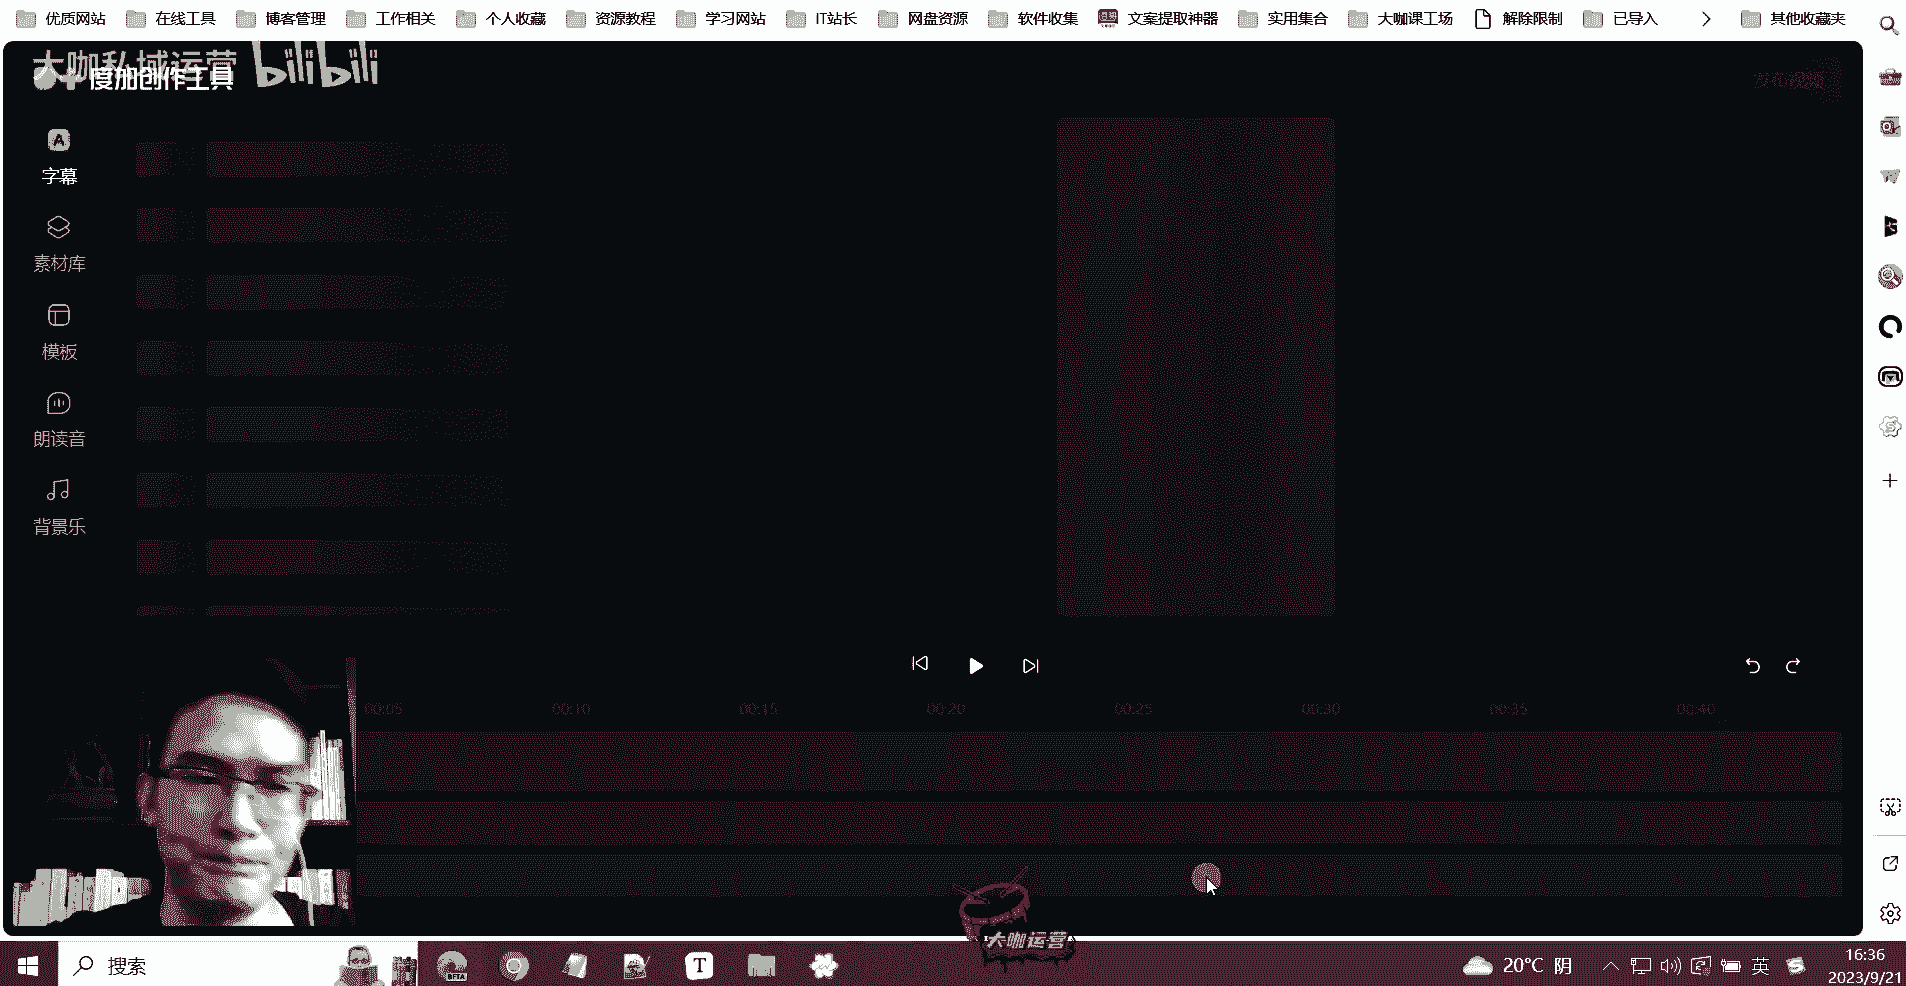 优质网站 在线工具 博客管理 工作相关 个人收藏 资源教程 学习网站 IT站长 网盘资源 软件收集 文案提取神器 实用集合 大咖课工场 解除限制 已导入 其他收藏夹
大咖私域运营 bilibili
度加创作工具
发布视频
字幕
素材库
模板
朗读音
背景乐
00:05 00:10 00:15 00:20 00:25 00:30 00:35 00:40
大咖运营
搜索
BETA
T
20°C 阴
英
16:36
2023/9/21